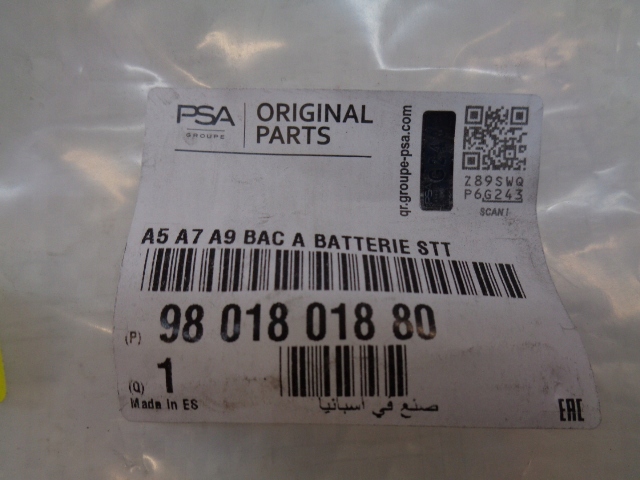 PSA
GROUPE
ORIGINAL
PARTS
qr.groupe-psa.com
Z89SWQ
P6G243
SCAN!
A5 A7 A9 BAC A BATTERIE STT
(P) 98 018 018 80
(Q) 1
Made in ES
صنع في اسبانيا
EAC